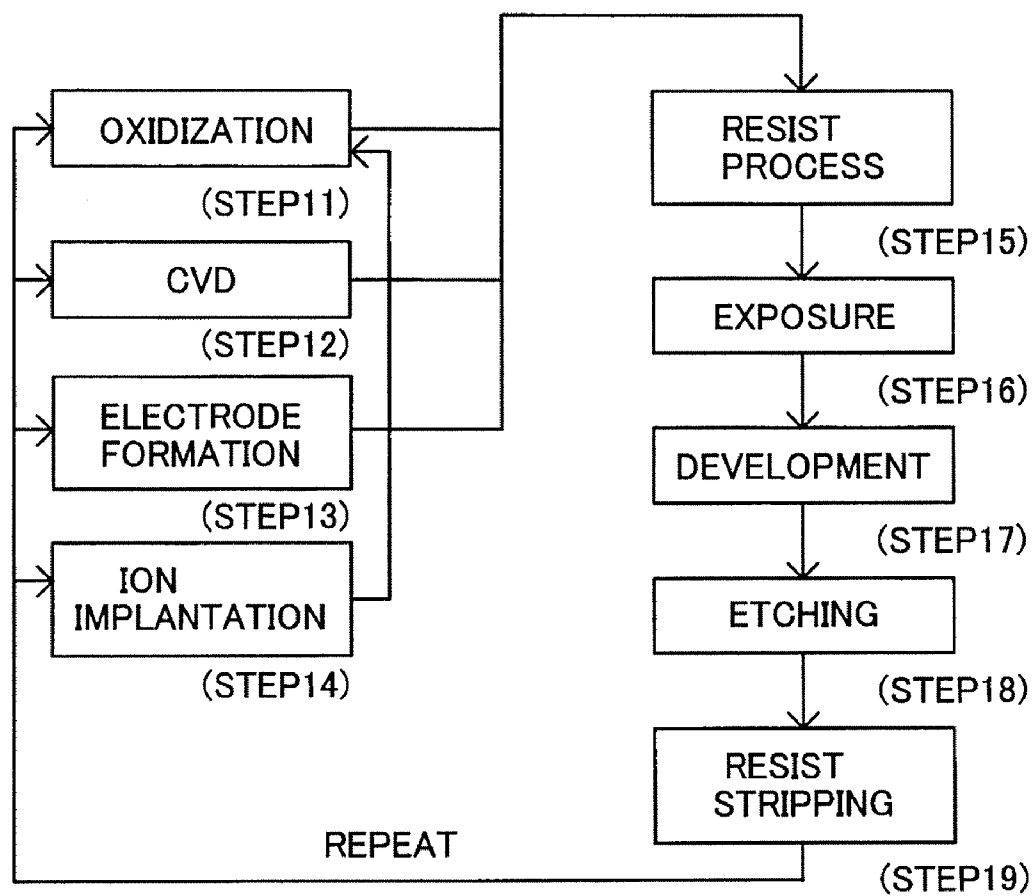 OXIDIZATION
(STEP11)
CVD
(STEP12)
ELECTRODE
FORMATION
(STEP13)
ION
IMPLANTATION
(STEP14)
RESIST
PROCESS
(STEP15)
EXPOSURE
(STEP16)
DEVELOPMENT
(STEP17)
ETCHING
(STEP18)
RESIST
STRIPPING
(STEP19)
REPEAT